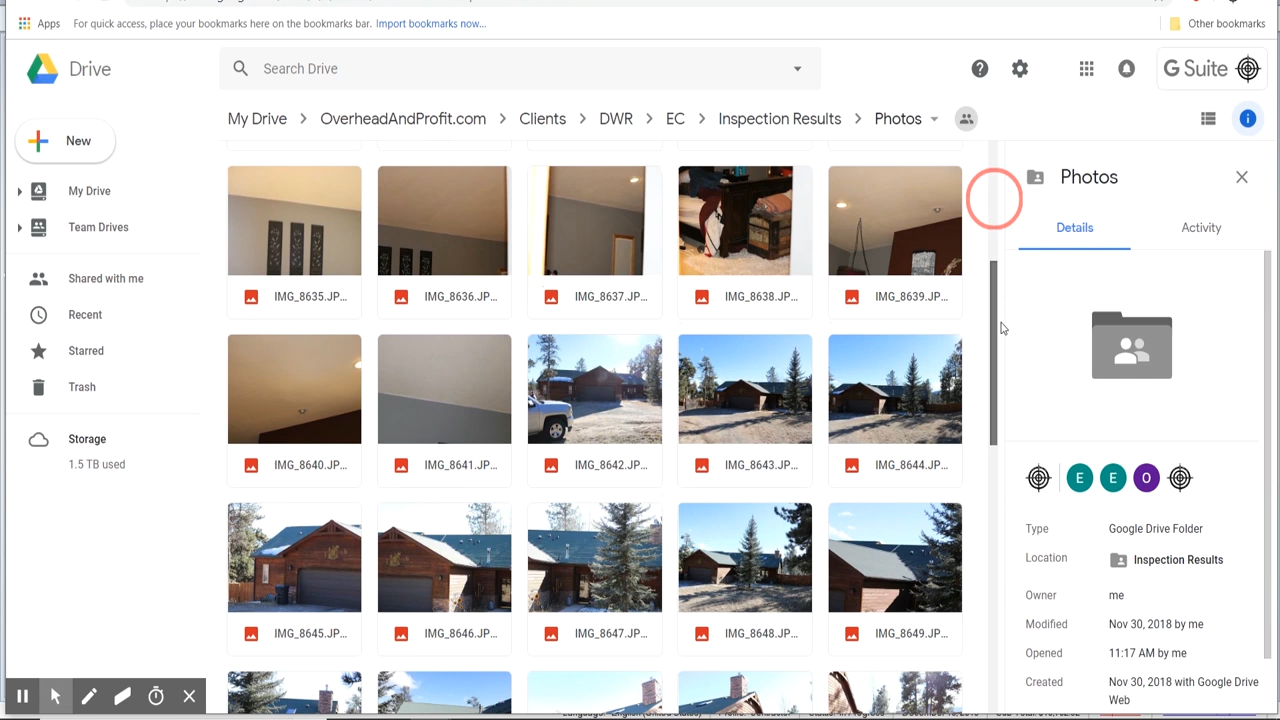 Apps For quick access, place your bookmarks here on the bookmarks bar. Import bookmarks now... Other bookmarks
Drive
Search Drive
G Suite
My Drive OverheadAndProfit.com Clients DWR EC Inspection Results Photos
New
My Drive
Team Drives
Shared with me
Recent
Starred
Trash
Storage
1.5 TB used
IMG_8635.JP... IMG_8636.JP... IMG_8637.JP... IMG_8638.JP... IMG_8639.JP...
IMG_8640.JP... IMG_8641.JP... IMG_8642.JP... IMG_8643.JP... IMG_8644.JP...
IMG_8645.JP... IMG_8646.JP... IMG_8647.JP... IMG_8648.JP... IMG_8649.JP...
Photos
Details Activity
E E O
Type Google Drive Folder
Location Inspection Results
Owner me
Modified Nov 30, 2018 by me
Opened 11:17 AM by me
Created Nov 30, 2018 with Google Drive
Web